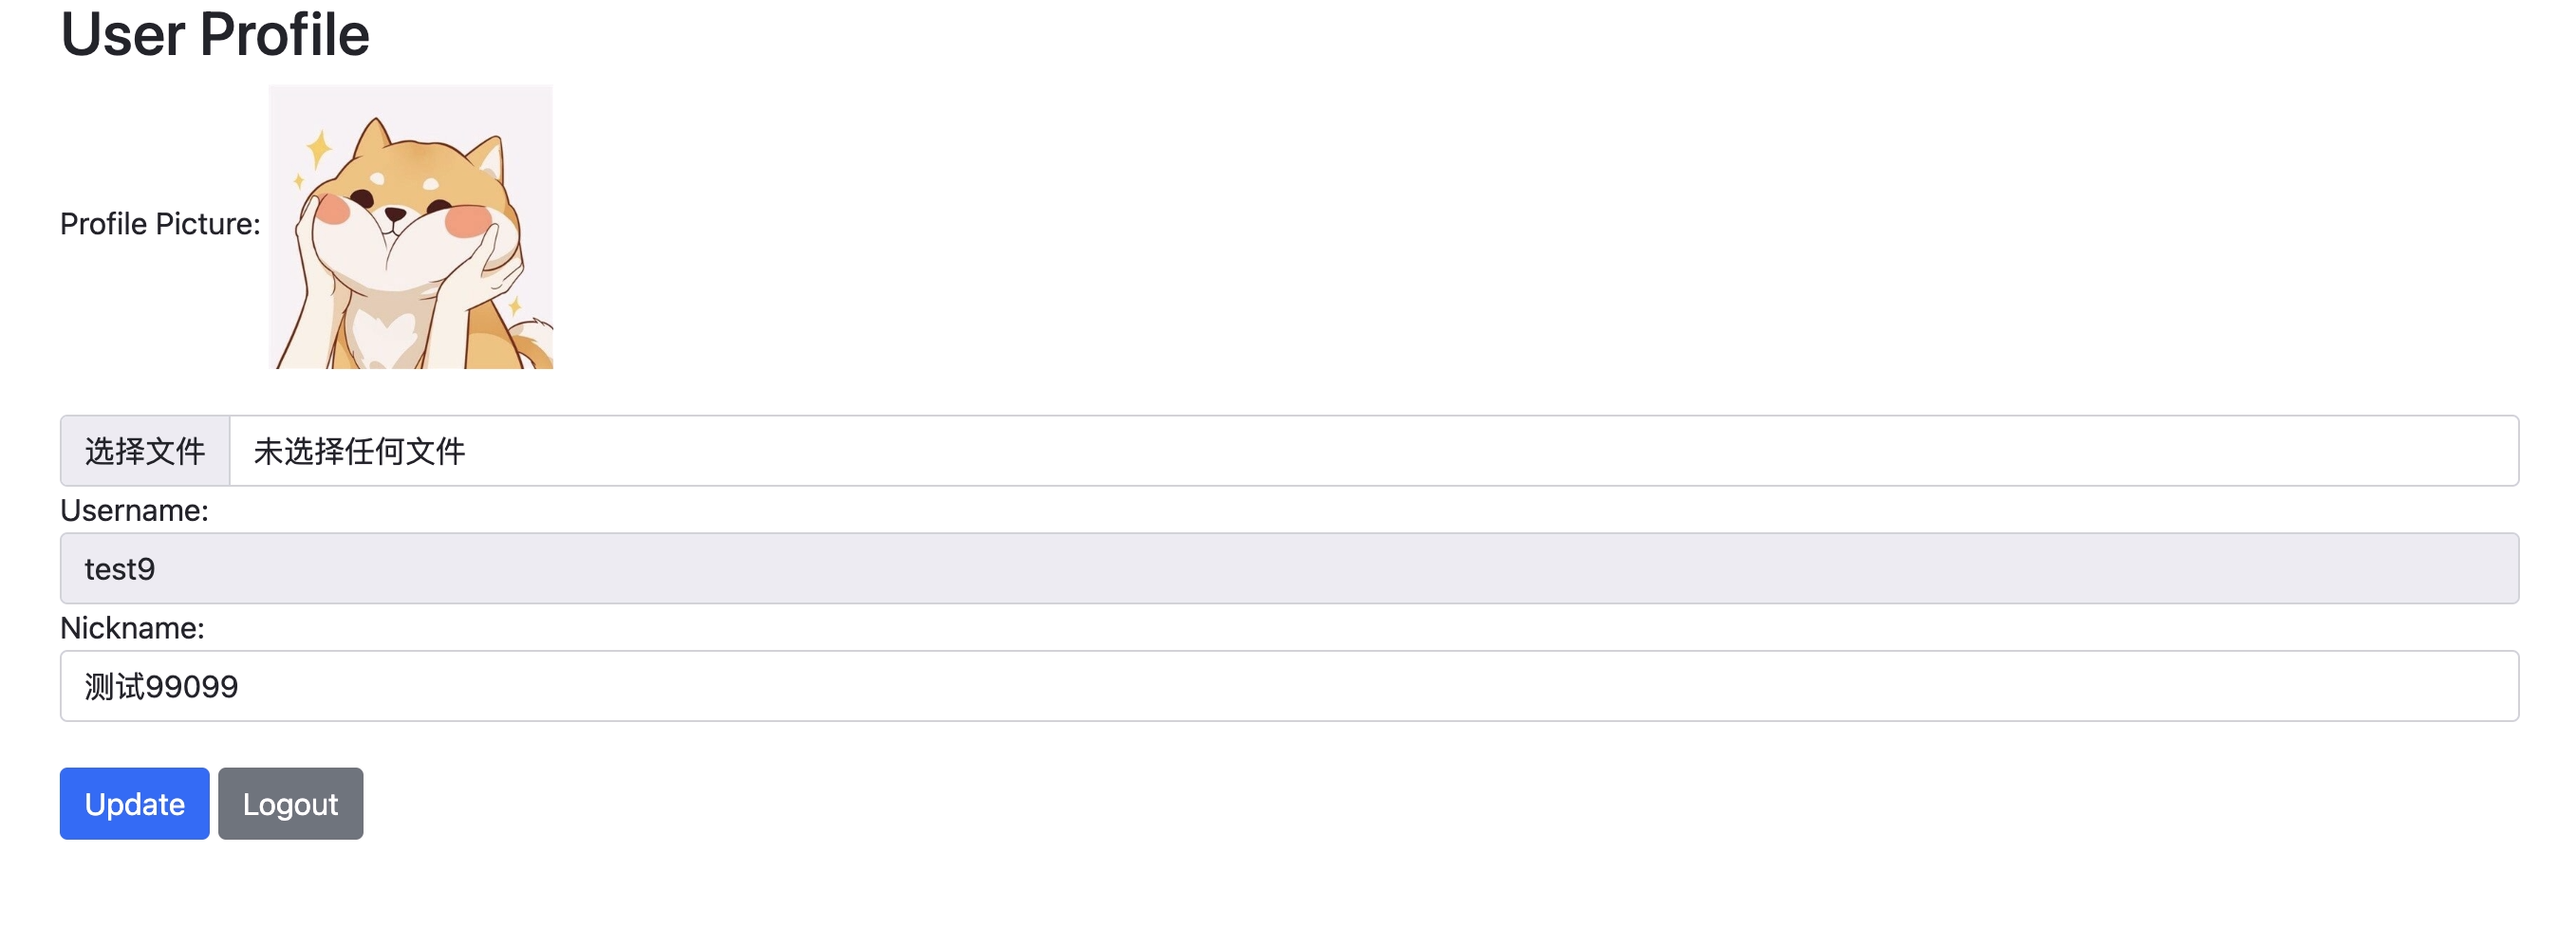 User Profile
Profile Picture:
选择文件 未选择任何文件
Username:
test9
Nickname:
测试99099
Update Logout